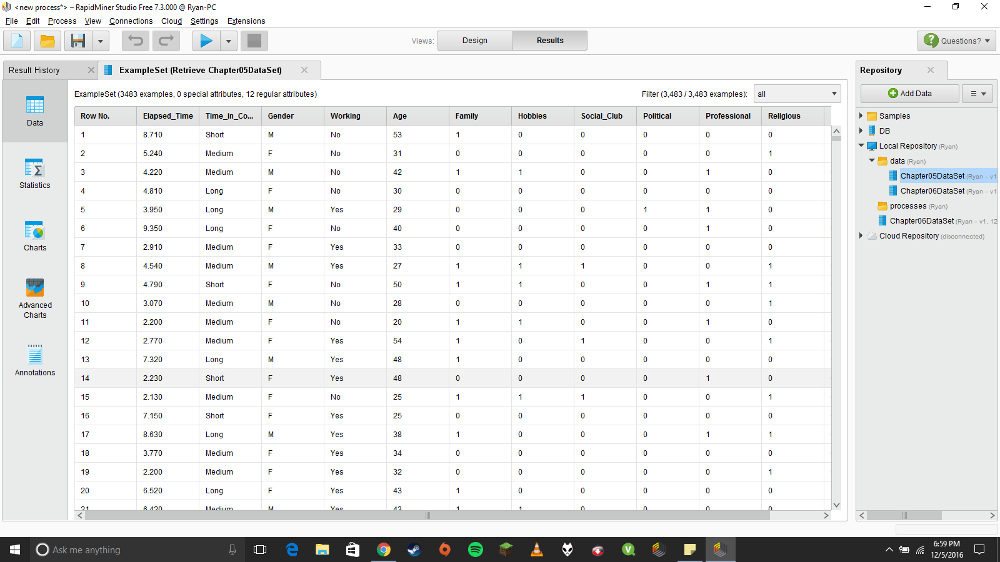 <new process*> – RapidMiner Studio Free 7.3.000 @ Ryan-PC
File Edit Process View Connections Cloud Settings Extensions
Views: Design Results Questions?
Result History ExampleSet (Retrieve Chapter05DataSet) Repository
ExampleSet (3483 examples, 0 special attributes, 12 regular attributes) Filter (3,483 / 3,483 examples): all
Row No. Elapsed_Time Time_in_Co... Gender Working Age Family Hobbies Social_Club Political Professional Religious
1 8.710 Short M No 53 1 0 0 0 0 0
2 5.240 Medium F No 31 0 0 0 0 0 1
3 4.220 Medium M No 42 1 1 0 0 1 0
4 4.810 Long F No 30 0 0 0 0 0 0
5 3.950 Long M Yes 29 0 0 0 1 1 0
6 9.350 Long F No 40 0 0 0 0 1 0
7 2.910 Medium F Yes 33 0 0 0 0 0 0
8 4.540 Medium M Yes 27 1 1 1 0 0 1
9 4.790 Short F No 50 1 1 0 0 1 1
10 3.070 Medium M No 28 0 0 0 0 0 1
11 2.200 Medium F No 20 1 1 0 0 1 0
12 2.770 Medium F Yes 54 1 0 1 0 0 1
13 7.320 Long M Yes 48 1 0 0 0 0 0
14 2.230 Short F Yes 48 0 0 0 0 1 0
15 2.130 Medium F No 25 1 1 1 0 0 1
16 7.150 Short F Yes 25 0 0 0 0 0 0
17 8.630 Long M Yes 38 1 0 0 0 1 1
18 3.770 Medium F Yes 34 0 0 0 0 0 0
19 2.200 Medium F Yes 32 0 0 0 0 0 1
20 6.520 Long F Yes 43 1 0 0 0 0 0
21 6.420 Medium M Yes 43 1 1 0 0 0 0
Data
Statistics
Charts
Advanced
Charts
Annotations
Add Data
Samples
DB
Local Repository (Ryan)
data (Ryan)
Chapter05DataSet (Ryan - v1
Chapter06DataSet (Ryan - v1
processes (Ryan)
Chapter06DataSet (Ryan - v1, 12
Cloud Repository (disconnected)
Ask me anything
6:59 PM
12/5/2016